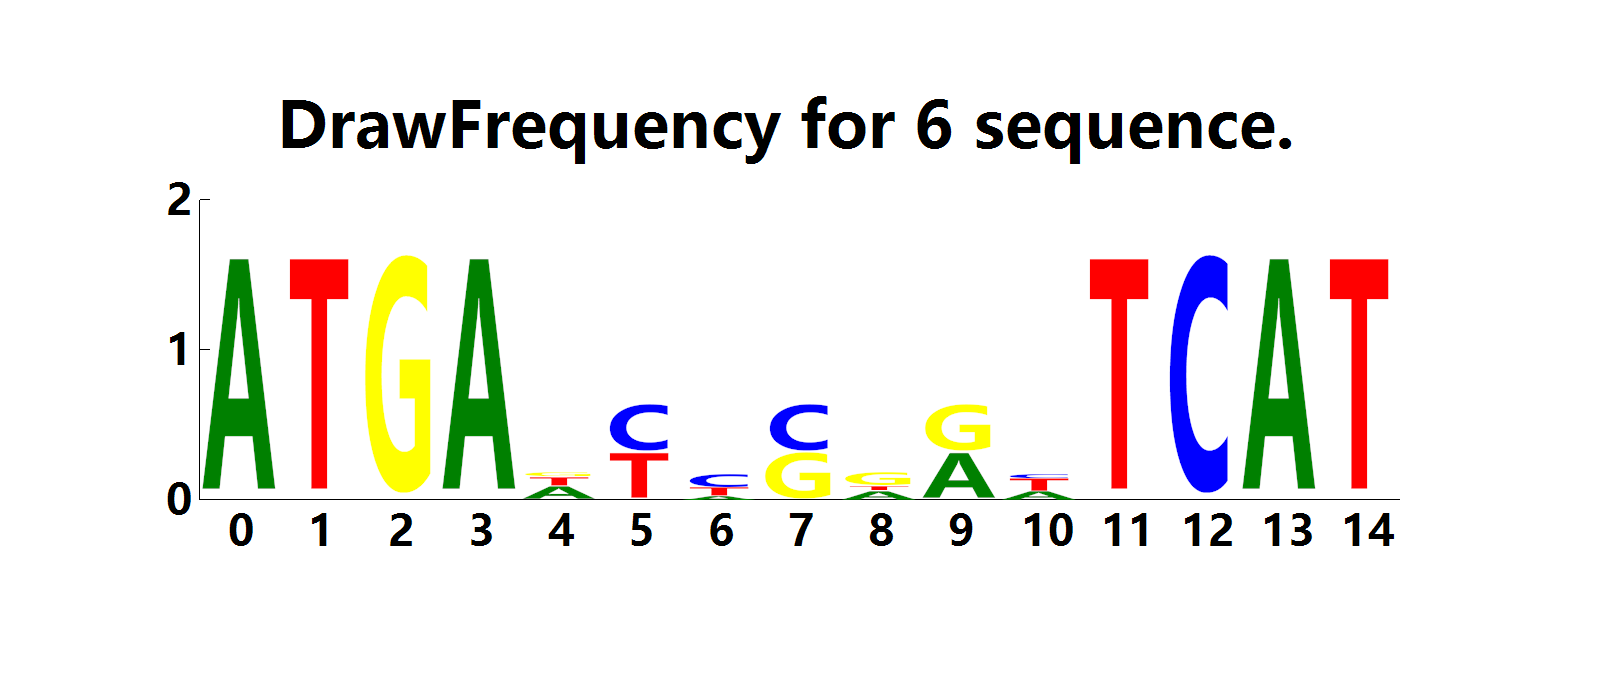 DrawFrequency for 6 sequence.
2
1
0
A T G A G T A C T C T A C G G T A G A C T A T C A T
0 1 2 3 4 5 6 7 8 9 10 11 12 13 14